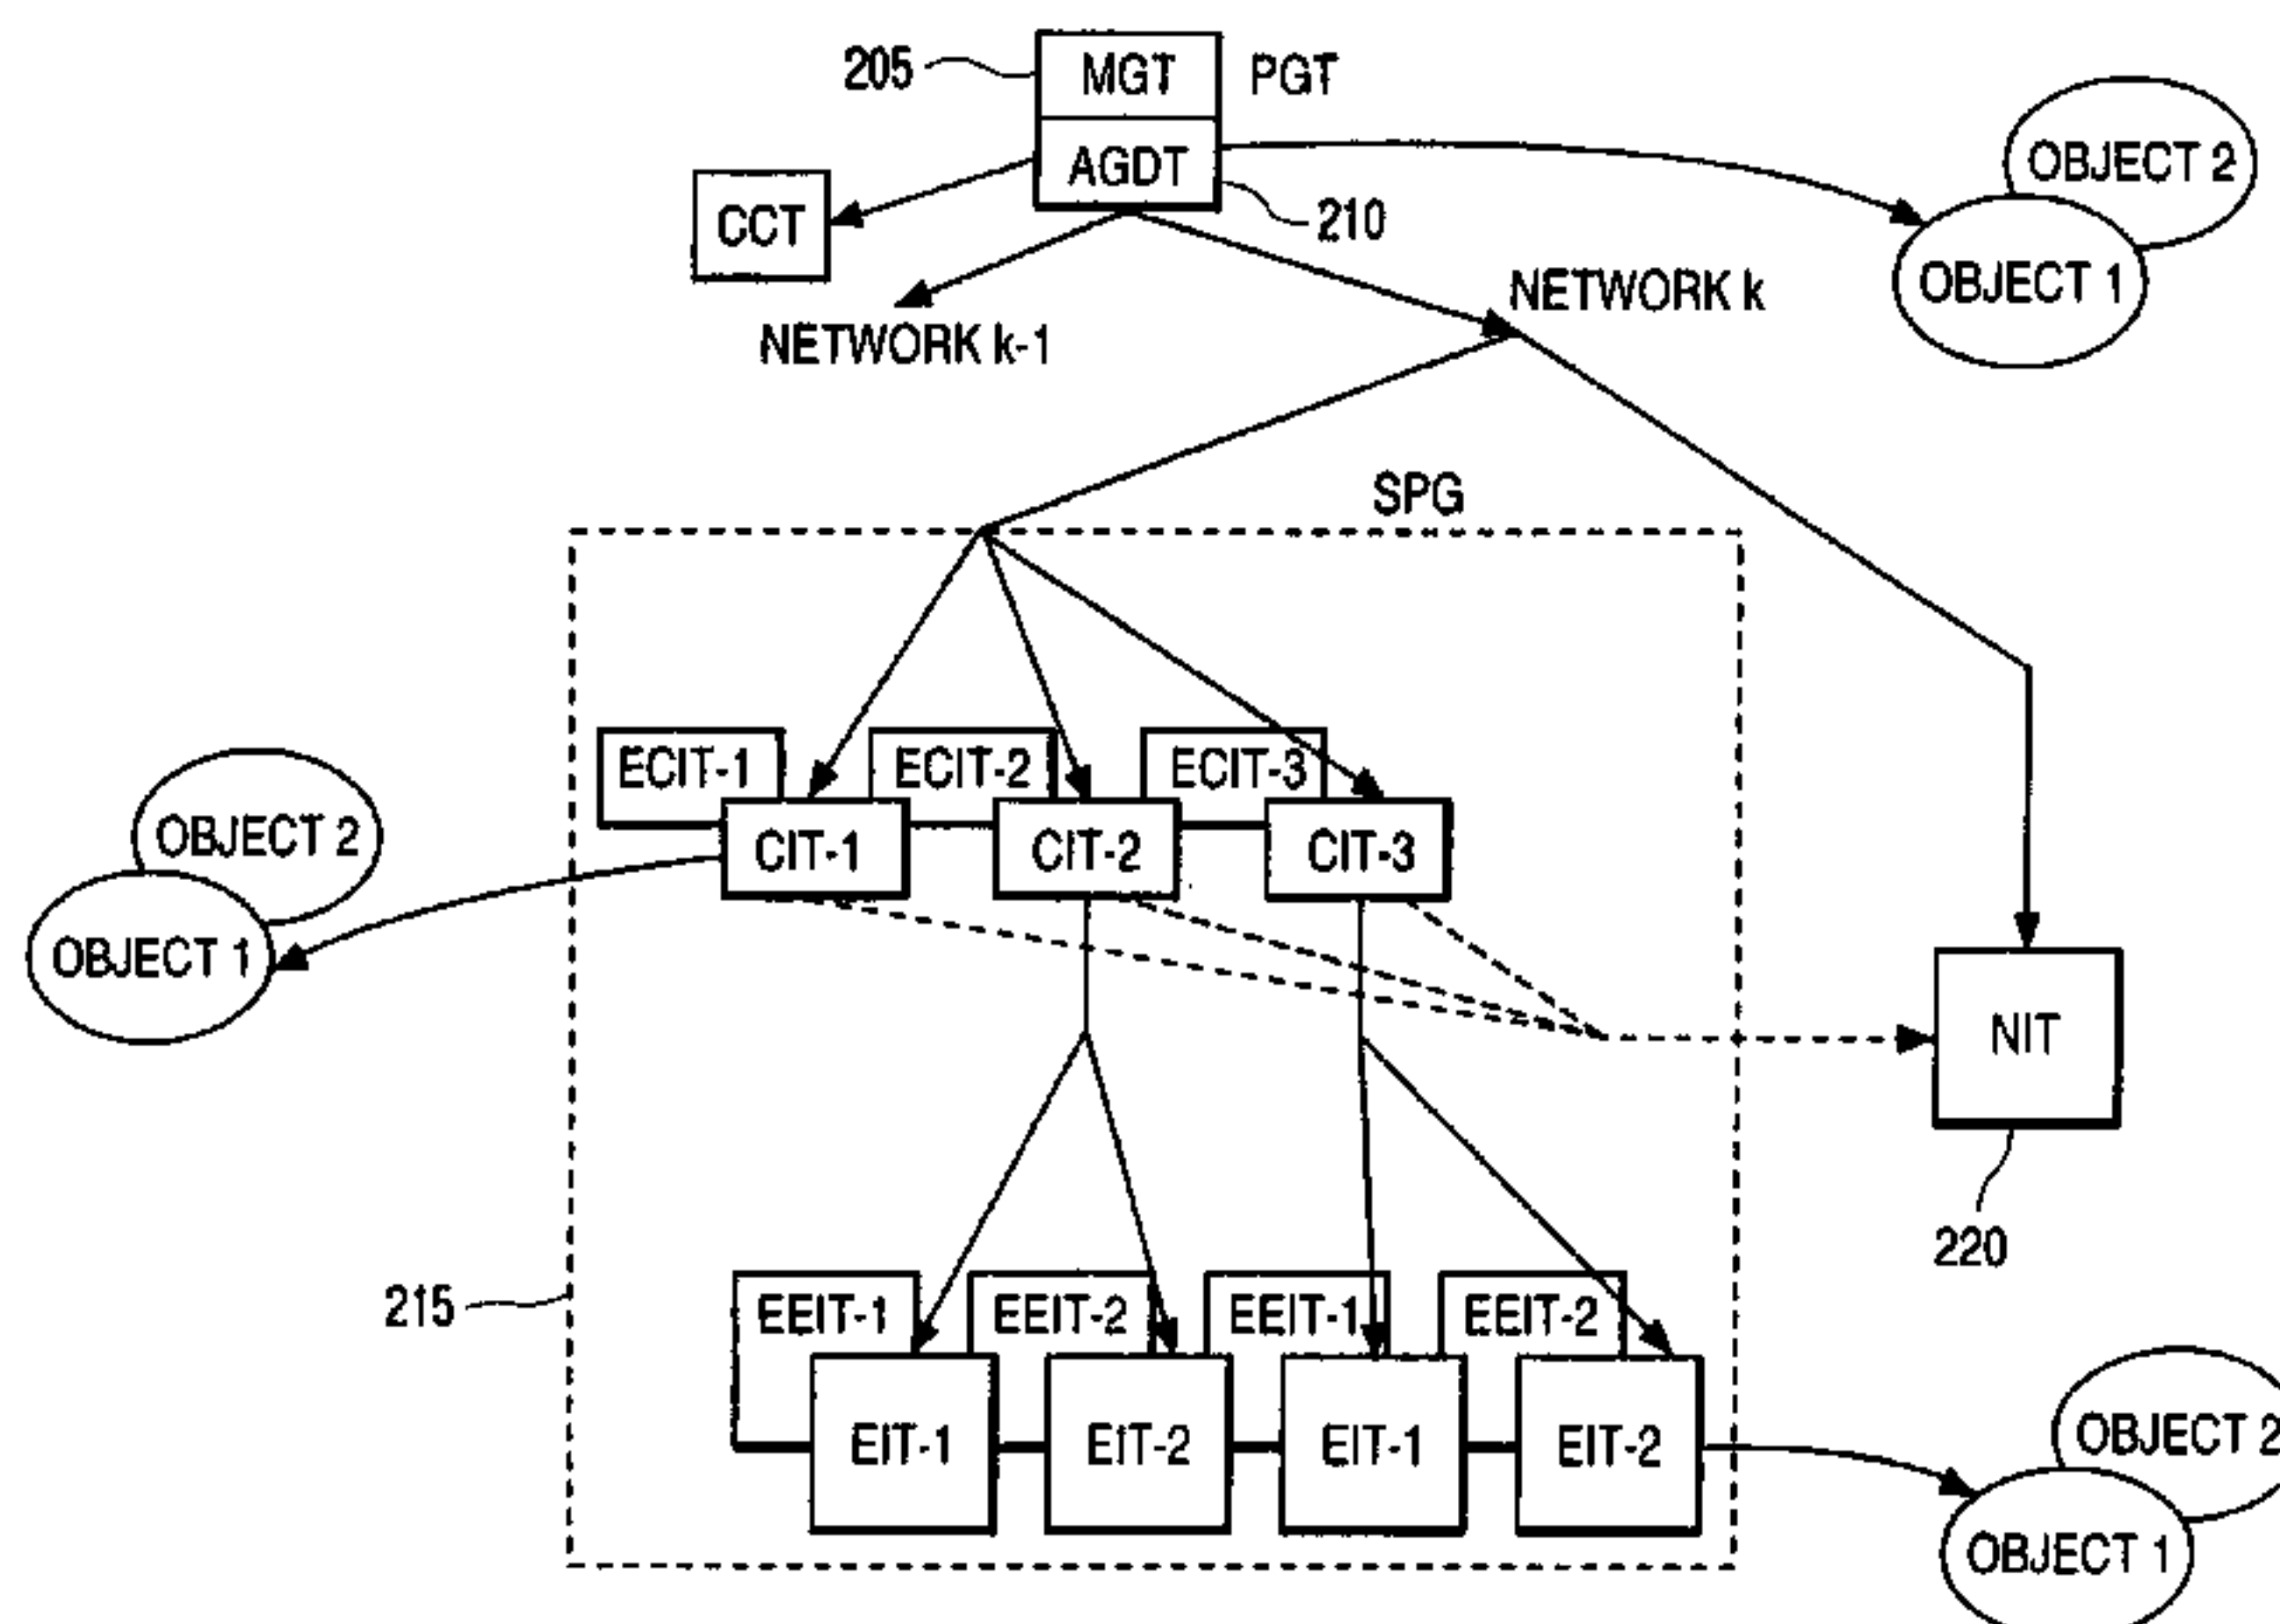 205
MGT
PGT
AGDT
210
CCT
OBJECT 2
OBJECT 1
NETWORK k-1
NETWORK k
SPG
ECIT-1
ECIT-2
ECIT-3
CIT-1
CIT-2
CIT-3
OBJECT 2
OBJECT 1
NIT
220
215
EEIT-1
EEIT-2
EEIT-1
EEIT-2
EIT-1
EIT-2
EIT-1
EIT-2
OBJECT 2
OBJECT 1